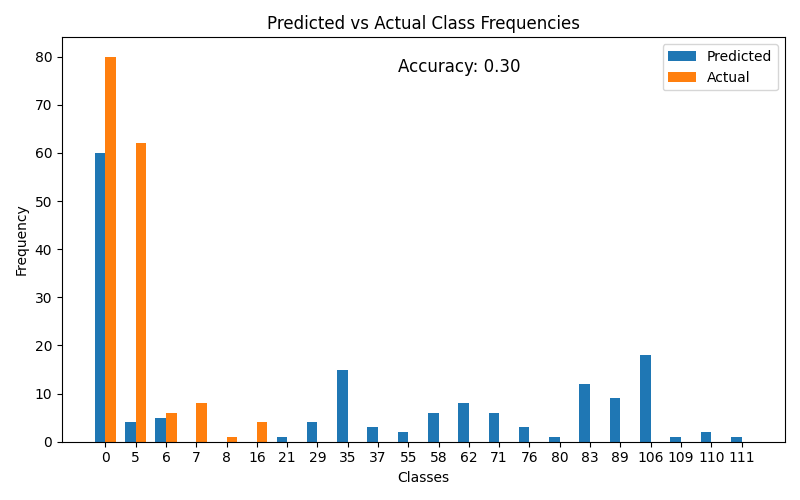 Predicted vs Actual Class Frequencies
Accuracy: 0.30
Predicted
Actual
Frequency
80
70
60
50
40
30
20
10
0
0 5 6 7 8 16 21 29 35 37 55 58 62 71 76 80 83 89 106 109 110 111
Classes